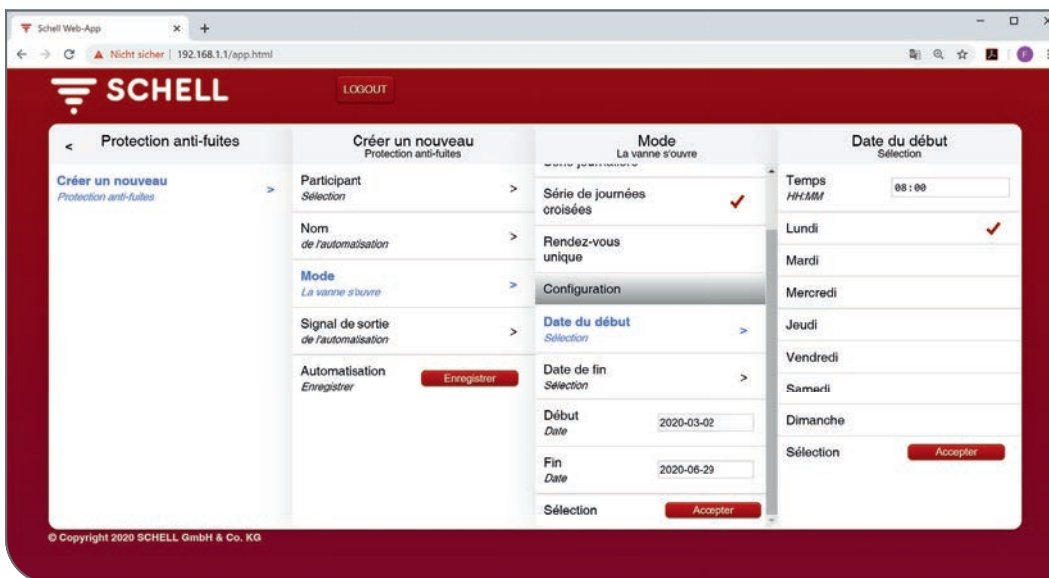 Schell Web-App
Nicht sicher | 192.168.1.1/app.html
SCHELL
LOGOUT
< Protection anti-fuites
Créer un nouveau
Protection anti-fuites
>
Créer un nouveau
Protection anti-fuites
Participant
Sélection
>
Nom
de l'automatisation
>
Mode
La vanne s'ouvre
>
Signal de sortie
de l'automatisation
>
Automatisation
Enregistrer
Enregistrer
Mode
La vanne s'ouvre
Série journalière
Série de journées
croisées
Rendez-vous
unique
Configuration
Date du début
Sélection
>
Date de fin
Sélection
>
Début
Date
2020-03-02
Fin
Date
2020-06-29
Sélection
Accepter
Date du début
Sélection
Temps
HH:MM
08:00
Lundi
Mardi
Mercredi
Jeudi
Vendredi
Samedi
Dimanche
Sélection
Accepter
© Copyright 2020 SCHELL GmbH & Co. KG